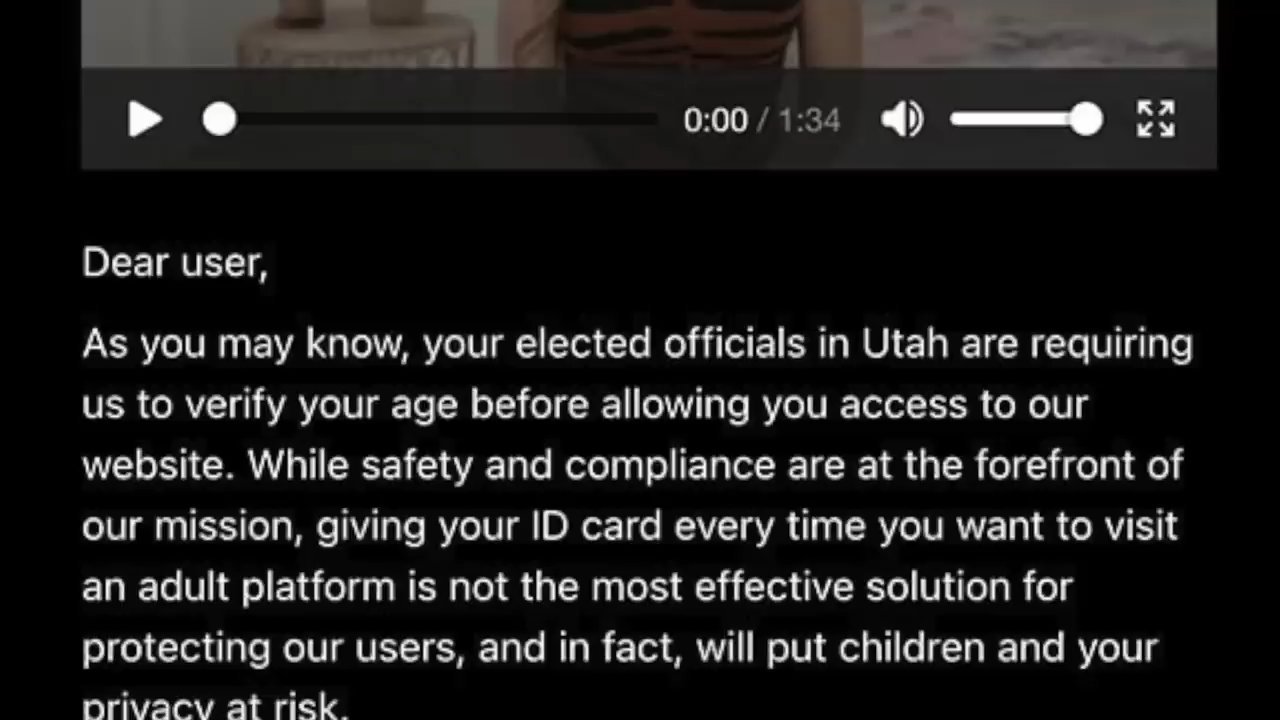 0:00 / 1:34
Dear user,
As you may know, your elected officials in Utah are requiring
us to verify your age before allowing you access to our
website. While safety and compliance are at the forefront of
our mission, giving your ID card every time you want to visit
an adult platform is not the most effective solution for
protecting our users, and in fact, will put children and your
privacy at risk.